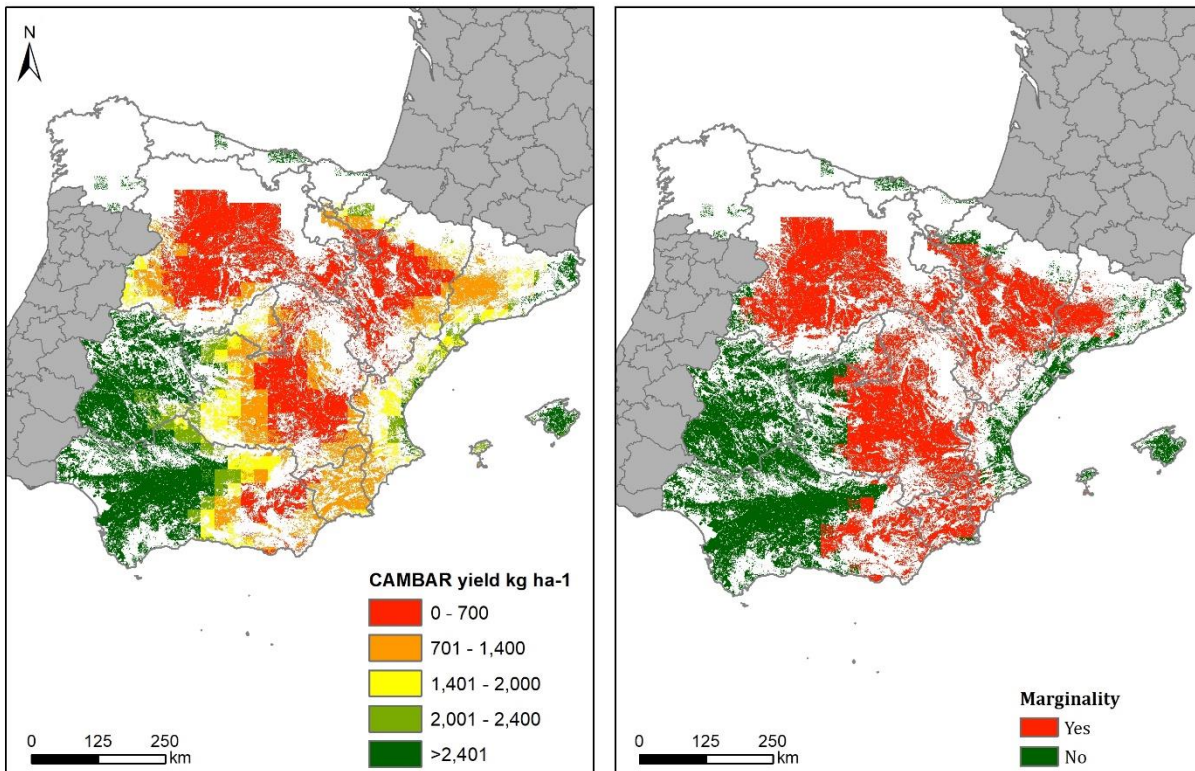 N
CAMBAR yield kg ha-1
0 - 700
701 - 1,400
1,401 - 2,000
2,001 - 2,400
>2,401
0 125 250
km
Marginality
Yes
No
0 125 250
km